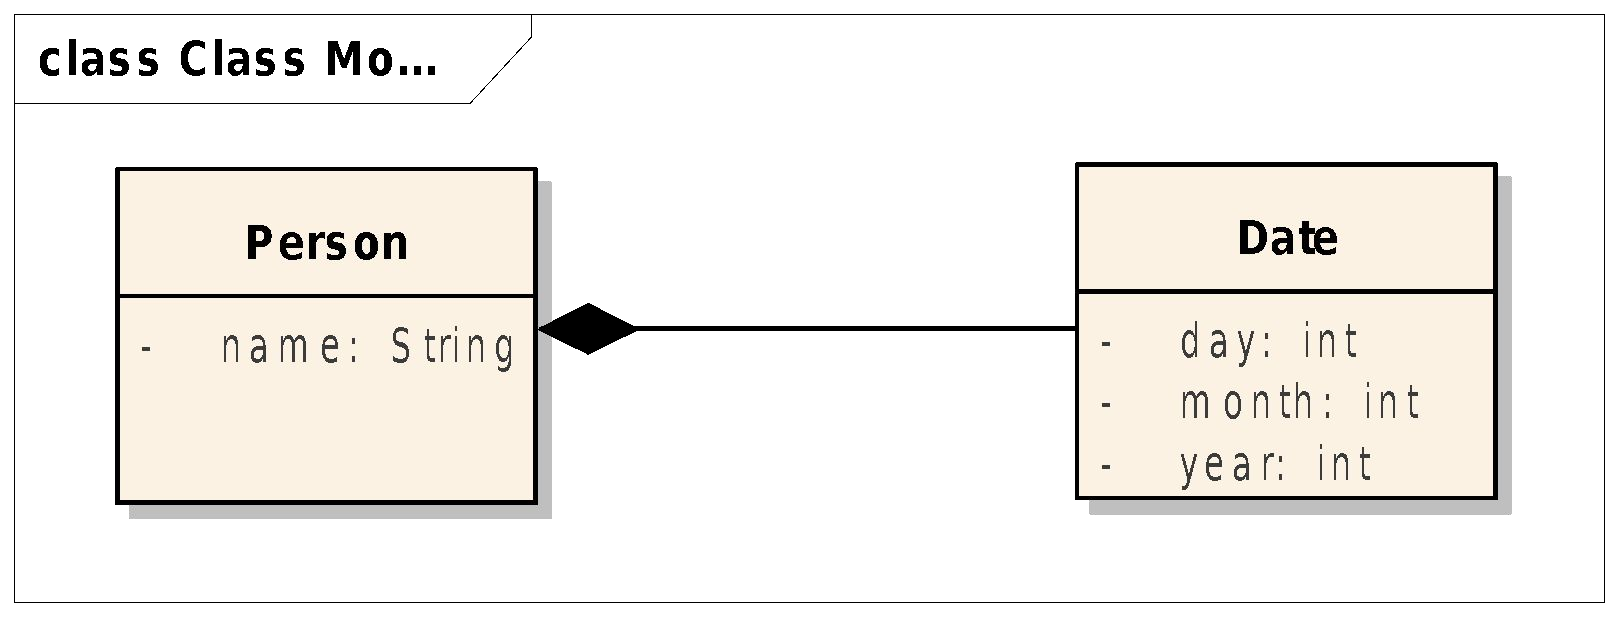 class Class Mo...
Person
- name: String
Date
- day: int
- month: int
- year: int